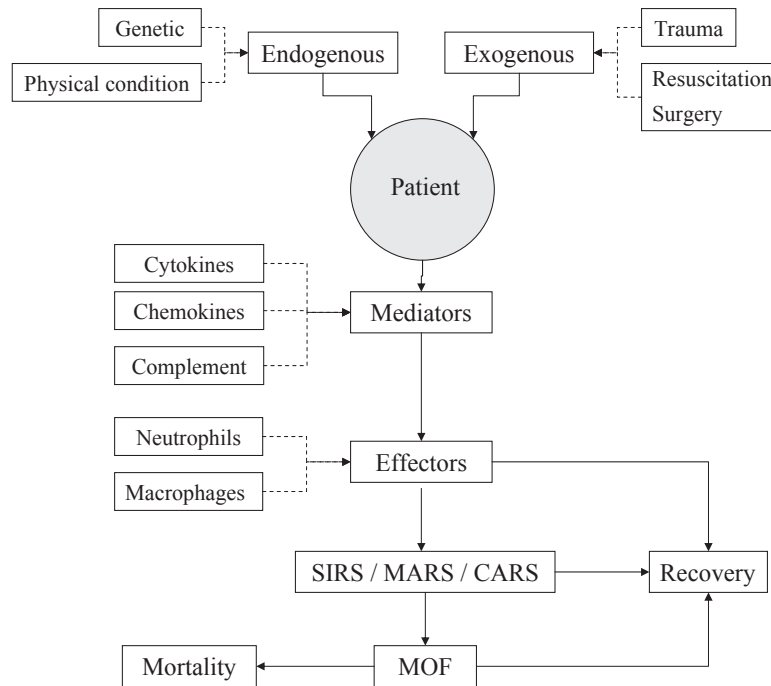 Genetic
Trauma
Endogenous
Exogenous
Physical condition
Resuscitation
Surgery
Patient
Cytokines
Chemokines
Mediators
Complement
Neutrophils
Effectors
Macrophages
SIRS / MARS / CARS
Recovery
Mortality
MOF